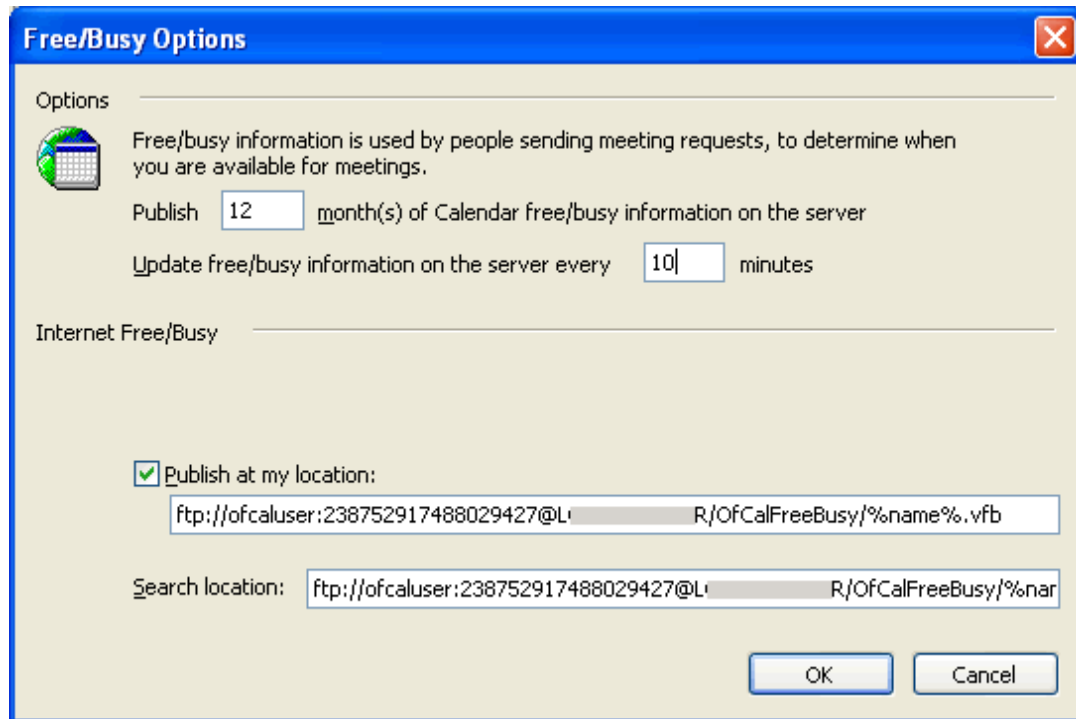 Free/Busy Options
Options
Free/busy information is used by people sending meeting requests, to determine when
you are available for meetings.
Publish 12 month(s) of Calendar free/busy information on the server
Update free/busy information on the server every 10 minutes
Internet Free/Busy
Publish at my location:
ftp://ofcaluser:238752917488029427@L R/OfCalFreeBusy/%name%.vfb
Search location: ftp://ofcaluser:238752917488029427@L R/OfCalFreeBusy/%nar
OK Cancel